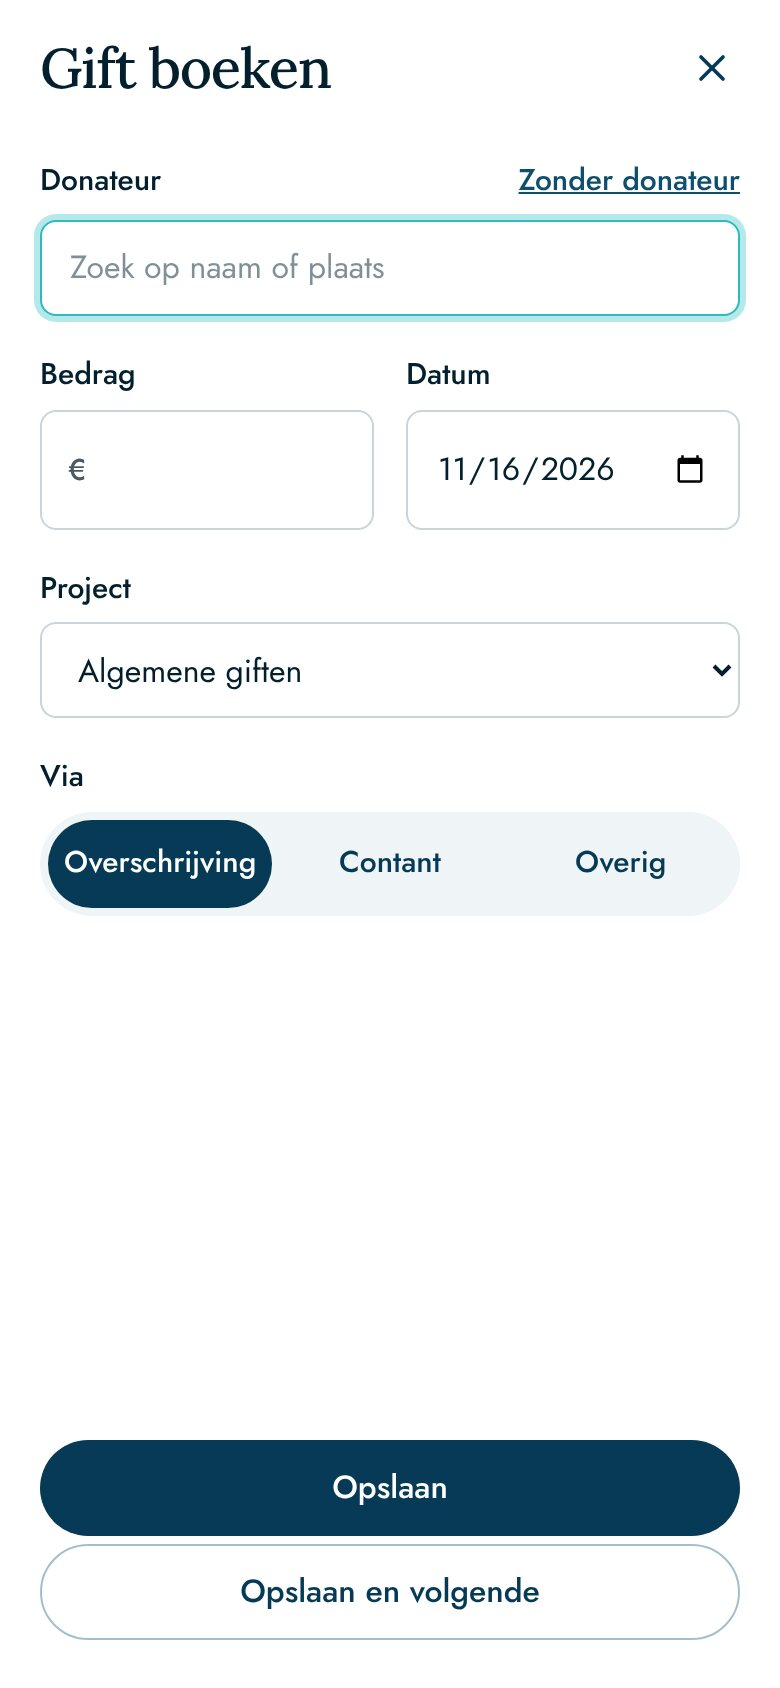 Gift boeken
Donateur Zonder donateur
Zoek op naam of plaats
Bedrag Datum
€ 11/16/2026
Project
Algemene giften
Via
Overschrijving Contant Overig
Opslaan
Opslaan en volgende